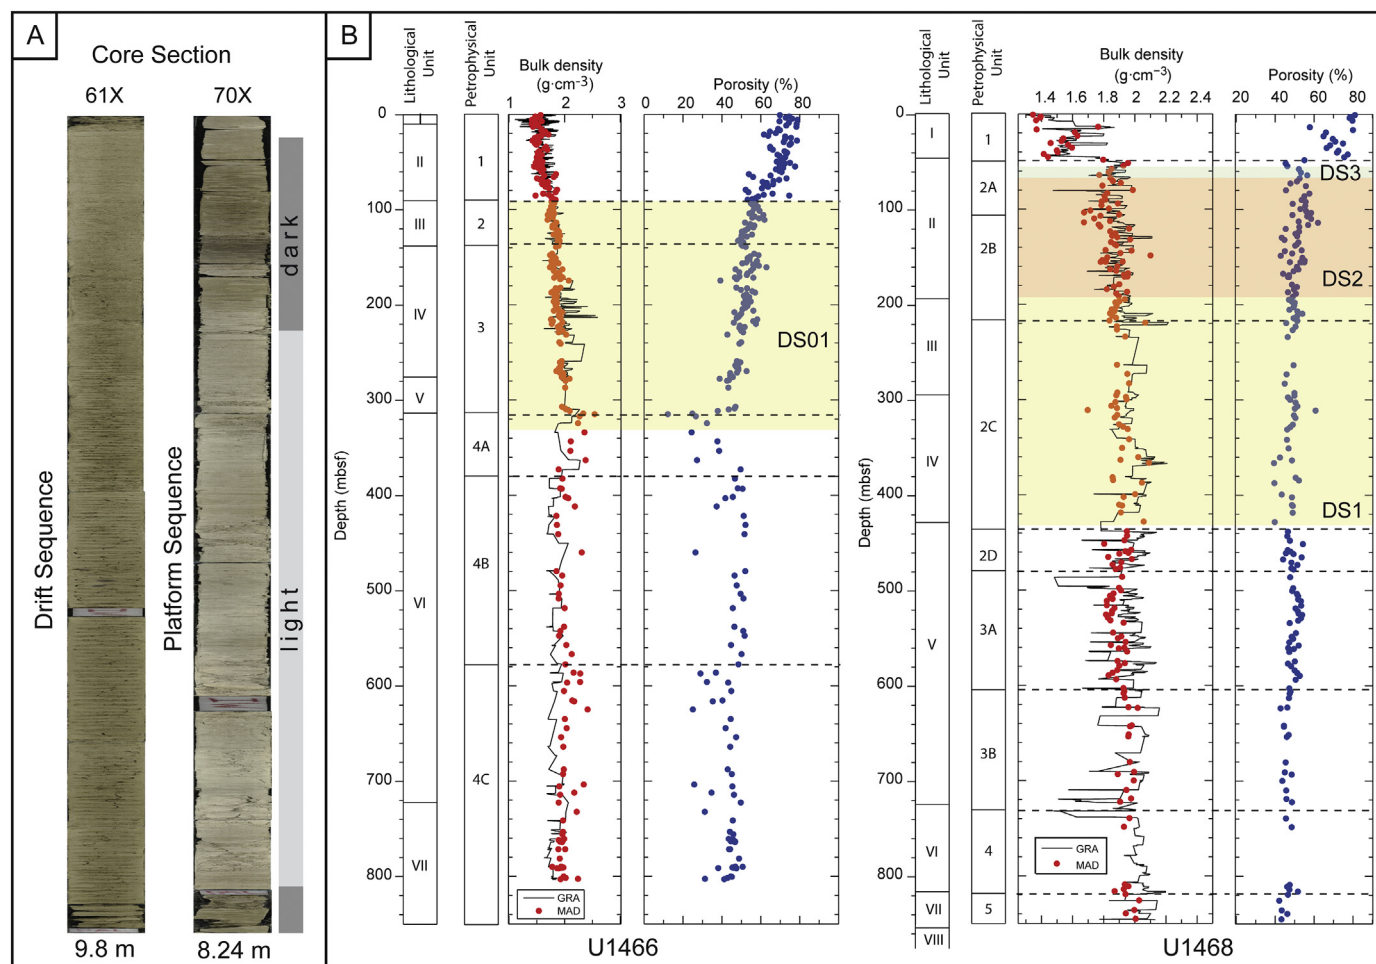 A
Core Section
61X
70X
dark
light
Drift Sequence
Platform Sequence
9.8 m
8.24 m
B
Lithological
Unit
Petrophysical
Unit
Bulk density
(g·cm-3)
Porosity (%)
1 2 3
0 20 40 60 80 100
0
100
200
300
400
500
600
700
800
Depth (mbsf)
I
II
III
IV
V
VI
VII
1
2
3
4A
4B
4C
DS01
GRA
MAD
U1466
Lithological
Unit
Petrophysical
Unit
Bulk density
(g·cm-3)
Porosity (%)
1.4 1.6 1.8 2 2.2 2.4
20 40 60 80
0
100
200
300
400
500
600
700
800
Depth (mbsf)
I
II
III
IV
V
VI
VII
VIII
1
2A
2B
2C
2D
3A
3B
4
5
DS3
DS2
DS1
GRA
MAD
U1468